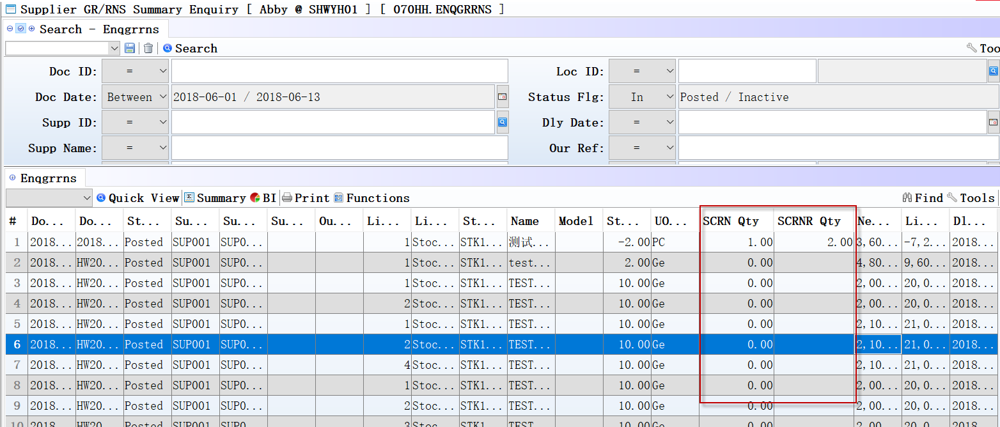 Supplier GR/RNS Summary Enquiry [ Abby @ SHWYH01 ] [ O70HH.ENQGRRNS ]
Search - Enqgrrns
Search Too
Doc ID: = Loc ID: =
Doc Date: Between 2018-06-01 / 2018-06-13 Status Flg: In Posted / Inactive
Supp ID: = Dly Date: =
Supp Name: = Our Ref: =
Enqgrrns
Quick View Summary BI Print Functions Find Tools
# Do... Do... St... Su... Su... Su... Ou... Li... Li... St... Name Model St... UO... SCRN Qty SCRNR Qty Ne... Li... Dl...
1 2018... 2018... Posted SUP001 SUP0... 1 Stoc... STK1... 测试... -2.00 PC 1.00 2.00 3,60... -7,2... 2018...
2 2018... HW20... Posted SUP001 SUP0... 1 Stoc... STK1... test... 2.00 Ge 0.00 4,80... 9,60... 2018...
3 2018... HW20... Posted SUP001 SUP0... 1 Stoc... STK1... TEST... 10.00 Ge 0.00 2,00... 20,0... 2018...
4 2018... HW20... Posted SUP001 SUP0... 2 Stoc... STK1... TEST... 10.00 Ge 0.00 2,00... 20,0... 2018...
5 2018... HW20... Posted SUP001 SUP0... 1 Stoc... STK1... TEST... 10.00 Ge 0.00 2,10... 21,0... 2018...
6 2018... HW20... Posted SUP001 SUP0... 2 Stoc... STK1... TEST... 10.00 Ge 0.00 2,10... 21,0... 2018...
7 2018... HW20... Posted SUP001 SUP0... 4 Stoc... STK1... TEST... 10.00 Ge 0.00 2,10... 21,0... 2018...
8 2018... HW20... Posted SUP001 SUP0... 1 Stoc... STK1... TEST... 10.00 Ge 0.00 2,00... 20,0... 2018...
9 2018... HW20... Posted SUP001 SUP0... 2 Stoc... STK1... TEST... 10.00 Ge 0.00 2,00... 20,0... 2018...
10 2018... HW20... Posted SUP001 SUP0... 3 Stoc... STK1... TEST... 10.00 Ge 0.00 2,00... 20,0... 2018...